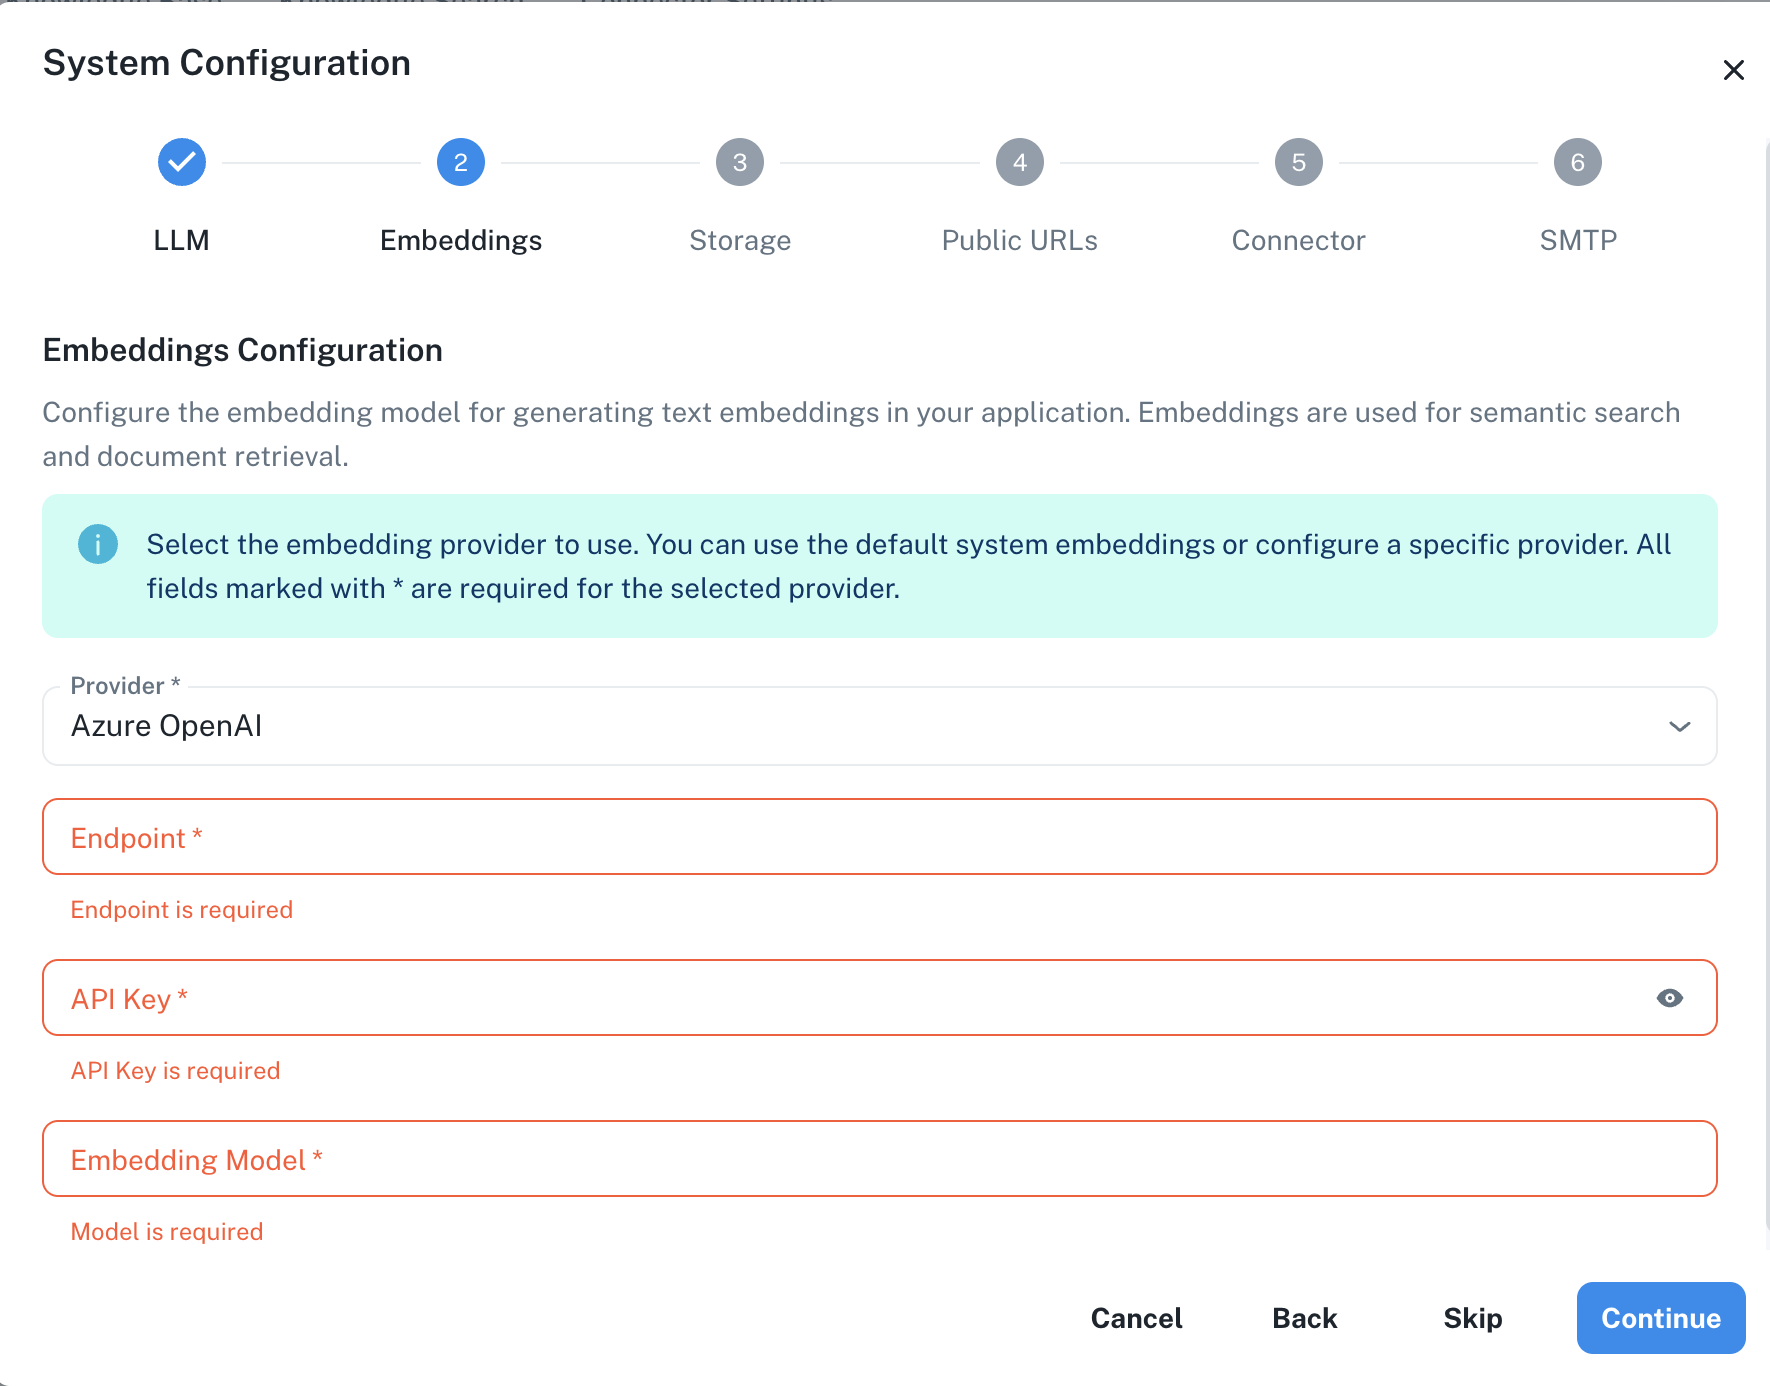 System Configuration
2
3
4
5
6
LLM
Embeddings
Storage
Public URLs
Connector
SMTP
Embeddings Configuration
Configure the embedding model for generating text embeddings in your application. Embeddings are used for semantic search
and document retrieval.
Select the embedding provider to use. You can use the default system embeddings or configure a specific provider. All
fields marked with * are required for the selected provider.
Provider *
Azure OpenAI
Endpoint *
Endpoint is required
API Key *
API Key is required
Embedding Model *
Model is required
Cancel
Back
Skip
Continue